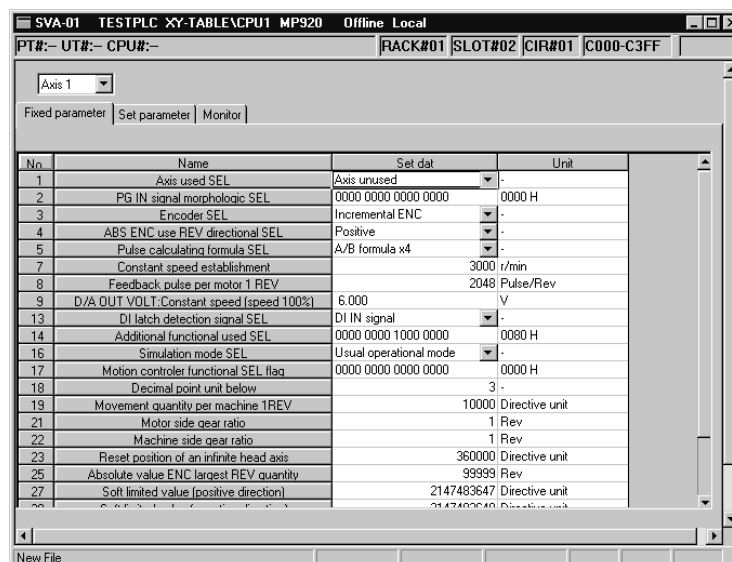 SVA-01 TESTPLC XY-TABLE\CPU1 MP920 Offline Local
PT#:– UT#:– CPU#:– RACK#01 SLOT#02 CIR#01 C000-C3FF
Axis 1
Fixed parameter Set parameter Monitor
No Name Set dat Unit
1 Axis used SEL Axis unused -
2 PG IN signal morphologic SEL 0000 0000 0000 0000 0000 H
3 Encoder SEL Incremental ENC -
4 ABS ENC use REV directional SEL Positive -
5 Pulse calculating formula SEL A/B formula x4 -
7 Constant speed establishment 3000 r/min
8 Feedback pulse per motor 1 REV 2048 Pulse/Rev
9 D/A OUT VOLT:Constant speed (speed 100%) 6.000 V
13 DI latch detection signal SEL DI IN signal -
14 Additional functional used SEL 0000 0000 1000 0000 0080 H
16 Simulation mode SEL Usual operational mode -
17 Motion controler functional SEL flag 0000 0000 0000 0000 0000 H
18 Decimal point unit below 3 -
19 Movement quantity per machine 1REV 10000 Directive unit
21 Motor side gear ratio 1 Rev
22 Machine side gear ratio 1 Rev
23 Reset position of an infinite head axis 360000 Directive unit
25 Absolute value ENC largest REV quantity 99999 Rev
27 Soft limited value (positive direction) 2147483647 Directive unit
New File